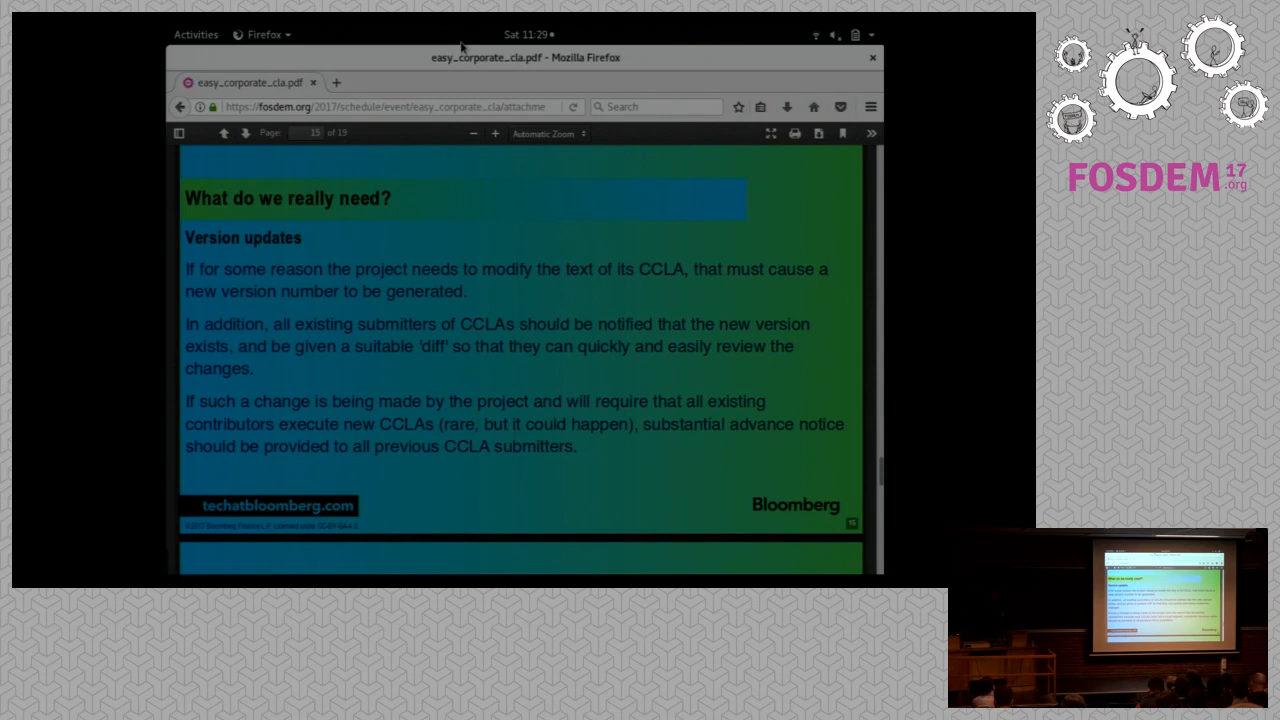 Activities Firefox Sat 11:29
easy_corporate_cla.pdf - Mozilla Firefox
easy_corporate_cla.pdf
https://fosdem.org/2017/schedule/event/easy_corporate_cla/attachme Search
Page: 15 of 19 Automatic Zoom
What do we really need?
Version updates
If for some reason the project needs to modify the text of its CCLA, that must cause a
new version number to be generated.
In addition, all existing submitters of CCLAs should be notified that the new version
exists, and be given a suitable 'diff' so that they can quickly and easily review the
changes.
If such a change is being made by the project and will require that all existing
contributors execute new CCLAs (rare, but it could happen), substantial advance notice
should be provided to all previous CCLA submitters.
techatbloomberg.com Bloomberg
15
FOSDEM 17
.org